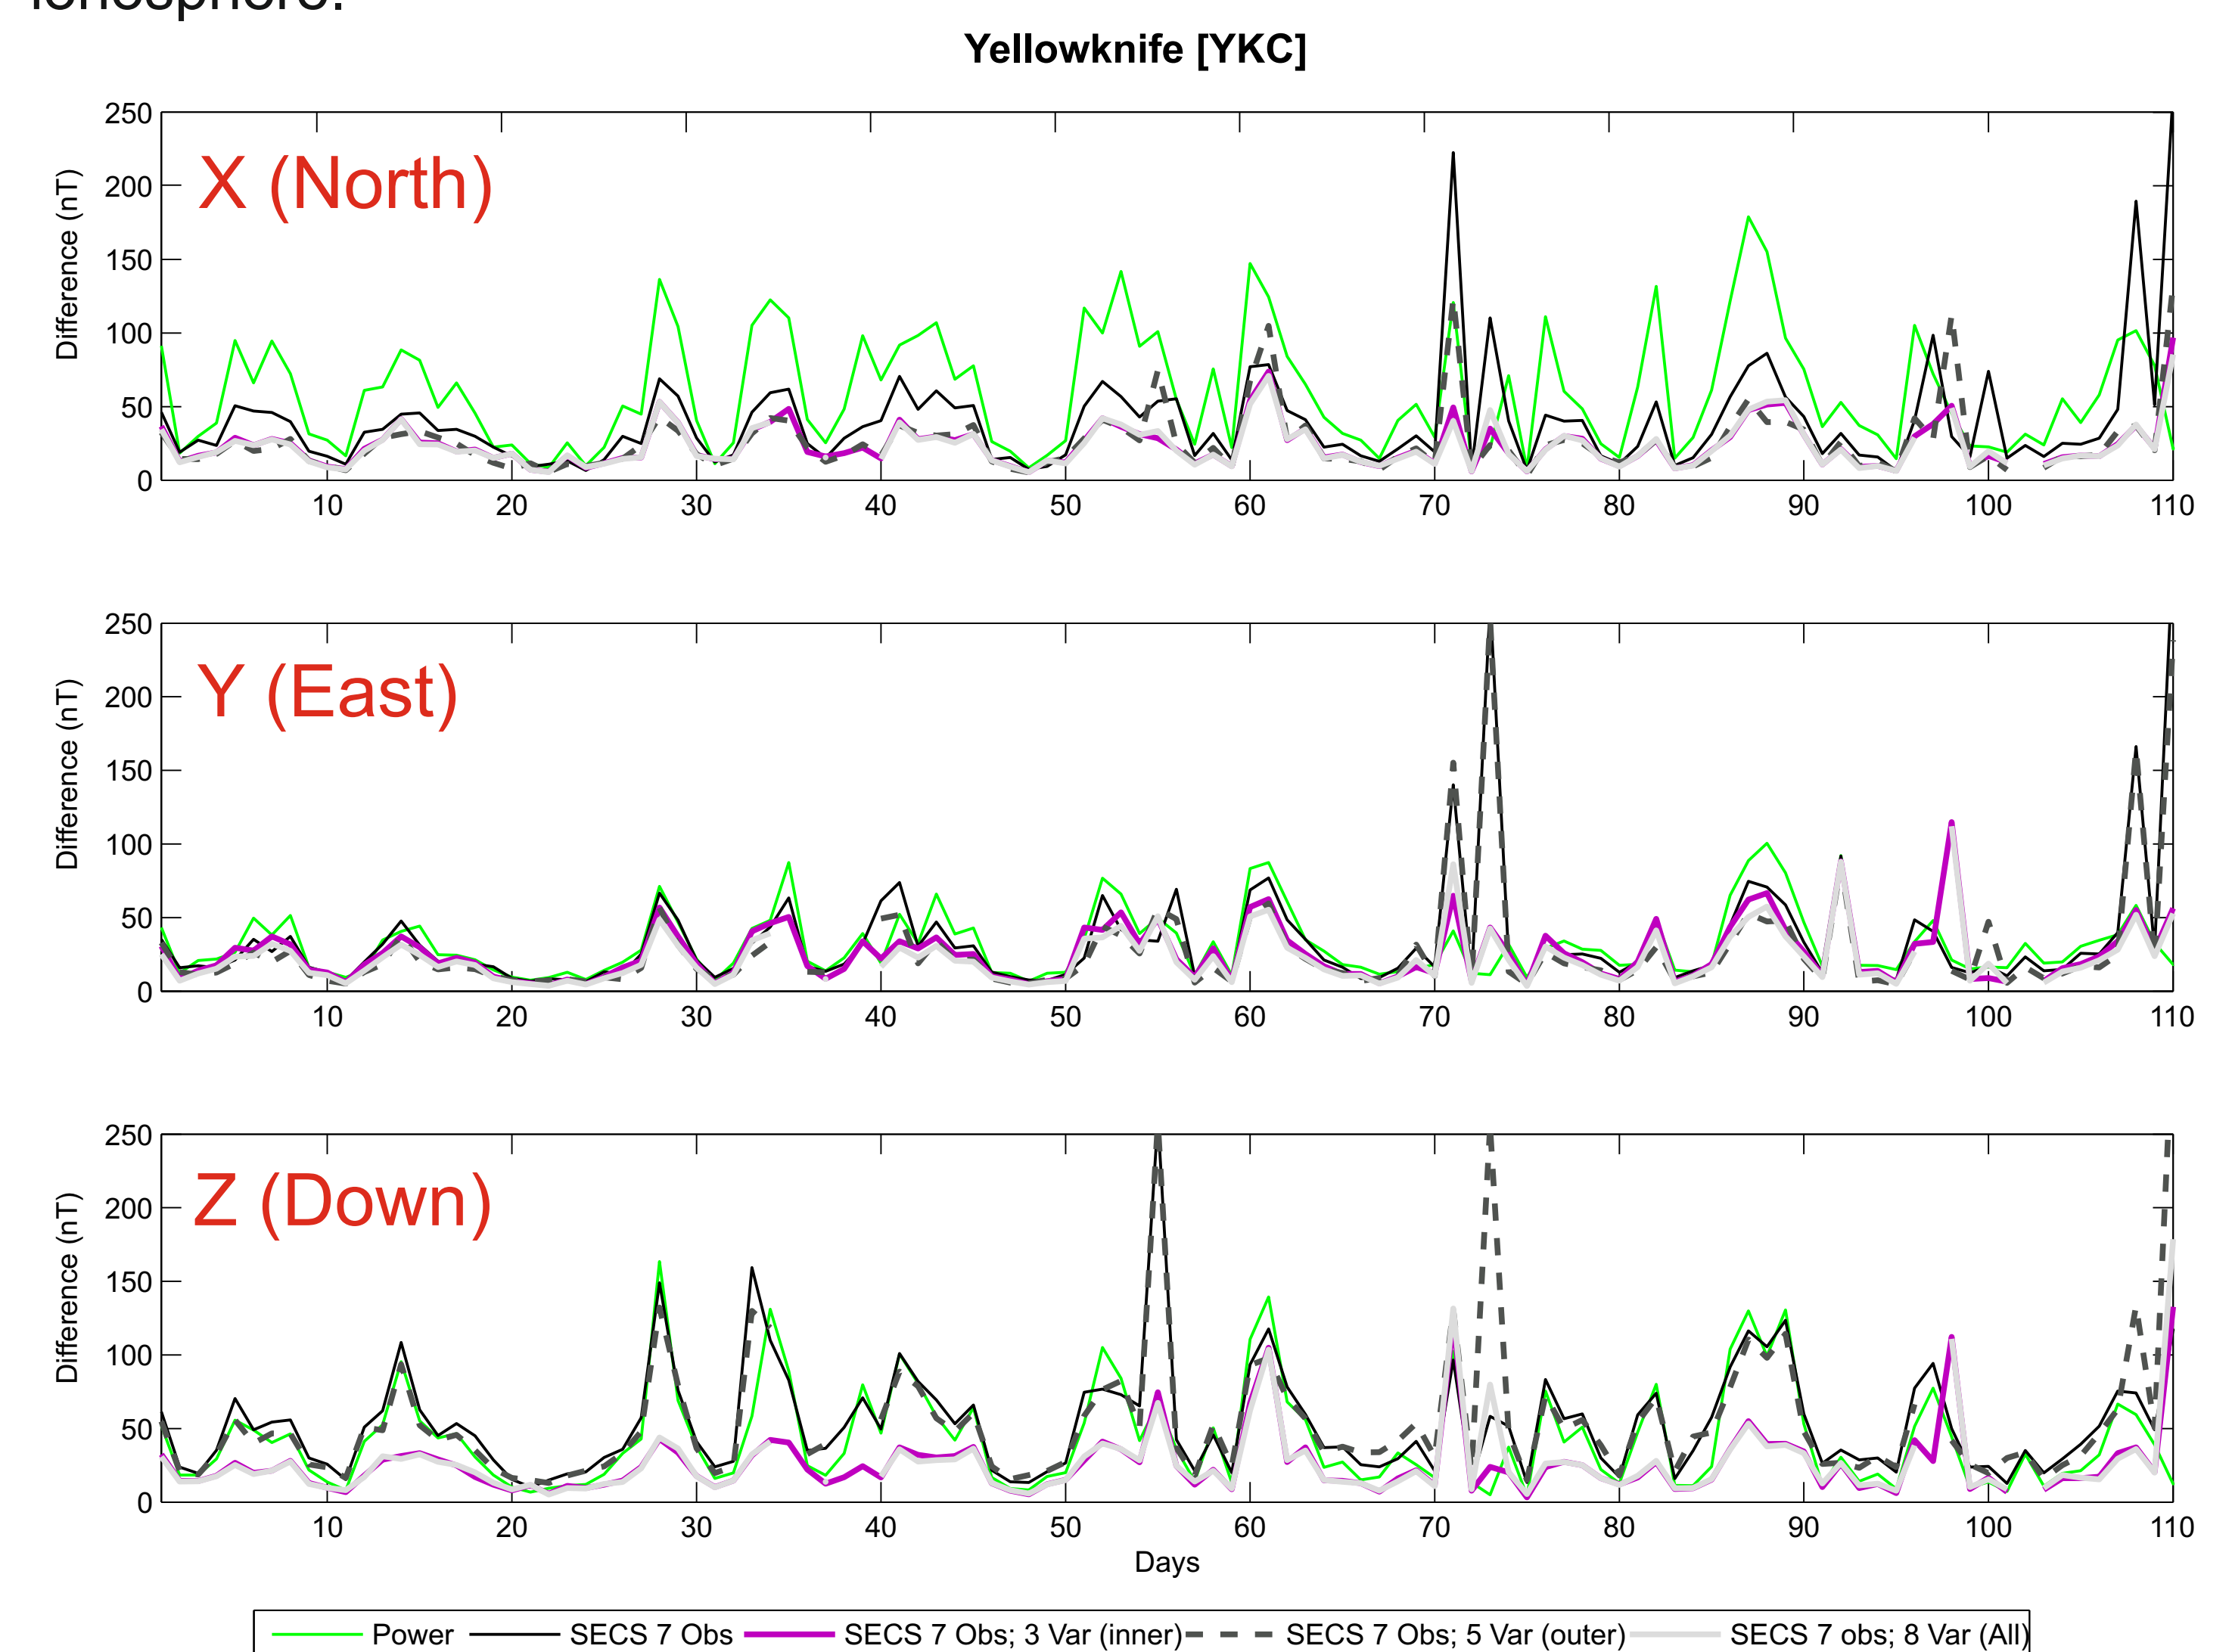 ionosphere.
Yellowknife [YKC]
X (North)
Difference (nT)
250
200
150
100
50
0
10 20 30 40 50 60 70 80 90 100 110
Y (East)
Difference (nT)
250
200
150
100
50
0
10 20 30 40 50 60 70 80 90 100 110
Z (Down)
Difference (nT)
250
200
150
100
50
0
10 20 30 40 50 60 70 80 90 100 110
Days
Power SECS 7 Obs SECS 7 Obs; 3 Var (inner) SECS 7 Obs; 5 Var (outer) SECS 7 obs; 8 Var (All)